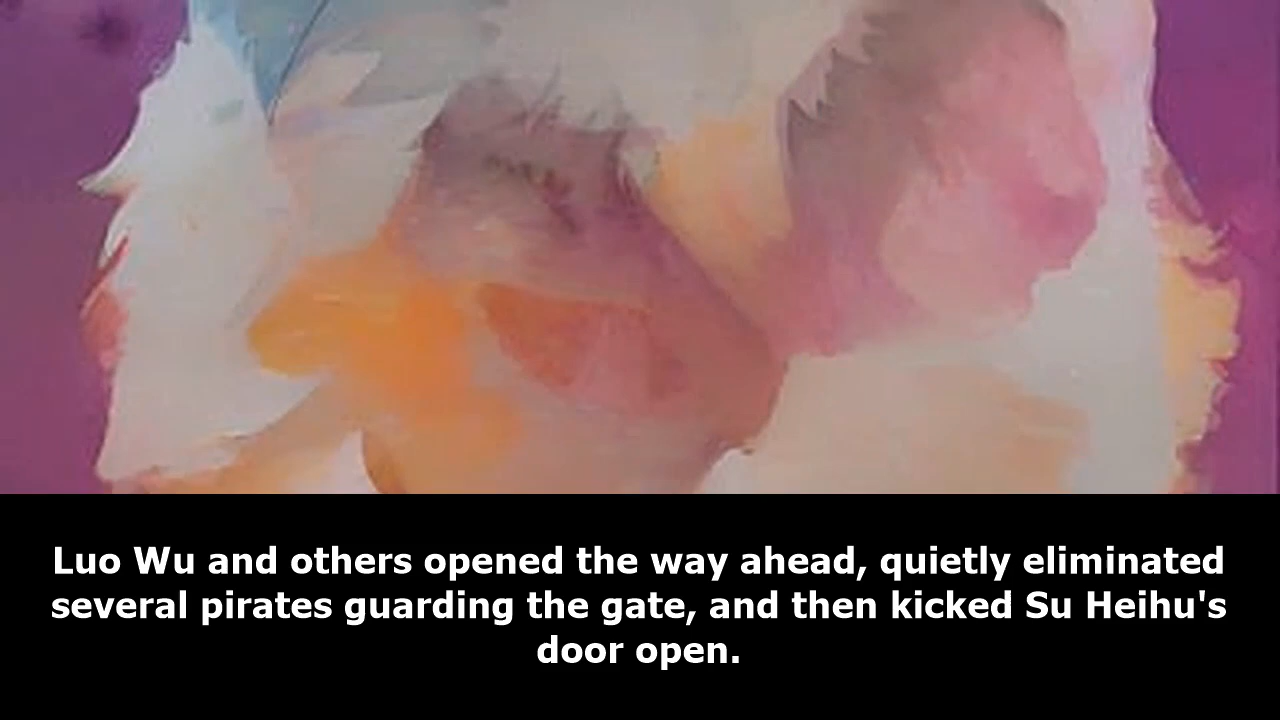 Luo Wu and others opened the way ahead, quietly eliminated
several pirates guarding the gate, and then kicked Su Heihu's
door open.